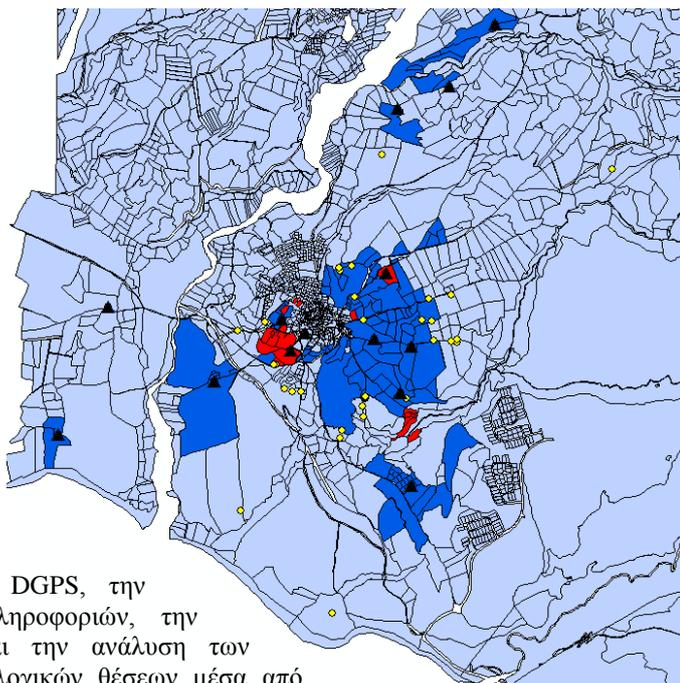 DGPS, την
ληροφοριών, την
ι την ανάλυση των
λογικών θέσεων μέσα από